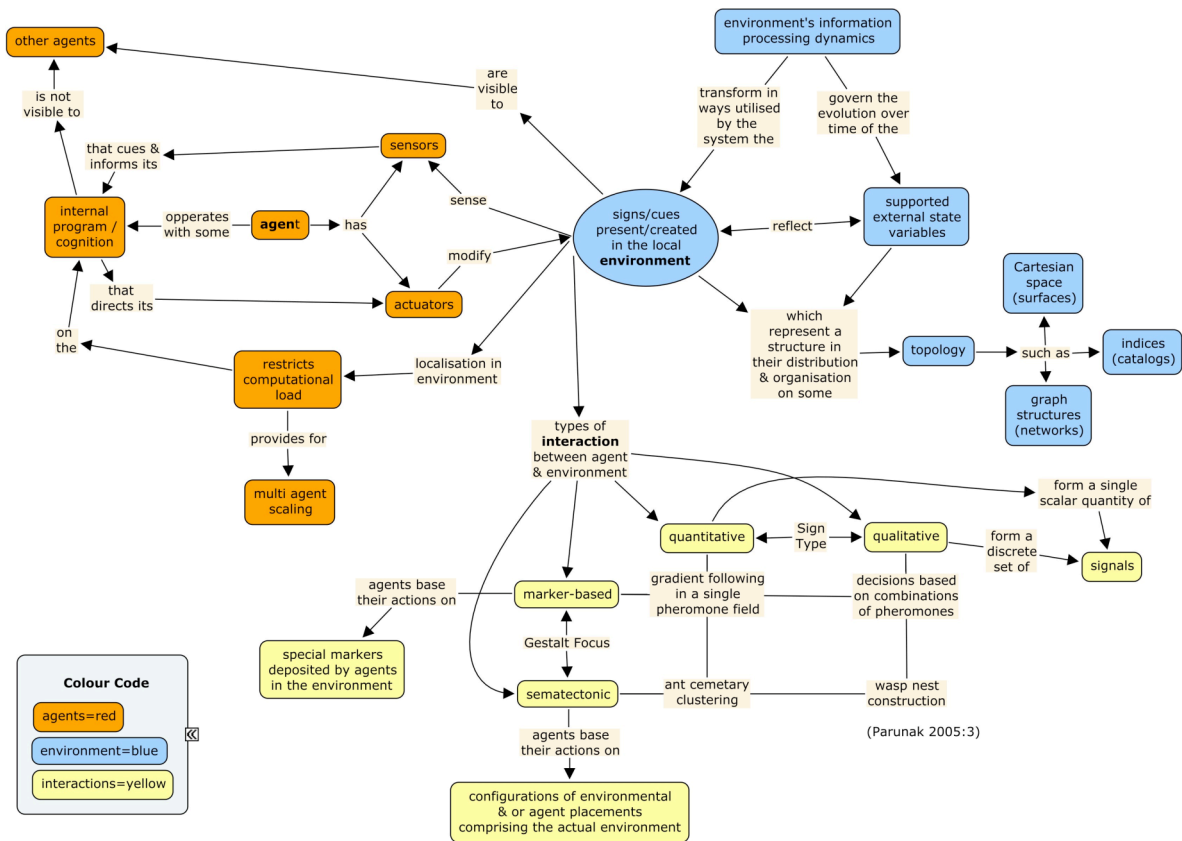 environment's information
processing dynamics
other agents
are
visible
to
transform in
ways utilised
by the
system the
govern the
evolution over
time of the
is not
visible to
that cues &
informs its
sensors
internal
program /
cognition
opperates
with some
agent
has
sense
signs/cues
present/created
in the local
environment
reflect
supported
external state
variables
modify
that
directs its
actuators
Cartesian
space
(surfaces)
on
the
restricts
computational
load
localisation in
environment
which
represent a
structure in
their distribution
& organisation
on some
topology
such as
indices
(catalogs)
graph
structures
(networks)
provides for
multi agent
scaling
types of
interaction
between agent
& environment
form a single
scalar quantity of
quantitative
Sign
Type
qualitative
form a
discrete
set of
signals
agents base
their actions on
marker-based
gradient following
in a single
pheromone field
decisions based
on combinations
of pheromones
special markers
deposited by agents
in the environment
Gestalt Focus
sematectonic
ant cemetary
clustering
wasp nest
construction
agents base
their actions on
(Parunak 2005:3)
configurations of environmental
& or agent placements
comprising the actual environment
Colour Code
agents=red
environment=blue
interactions=yellow